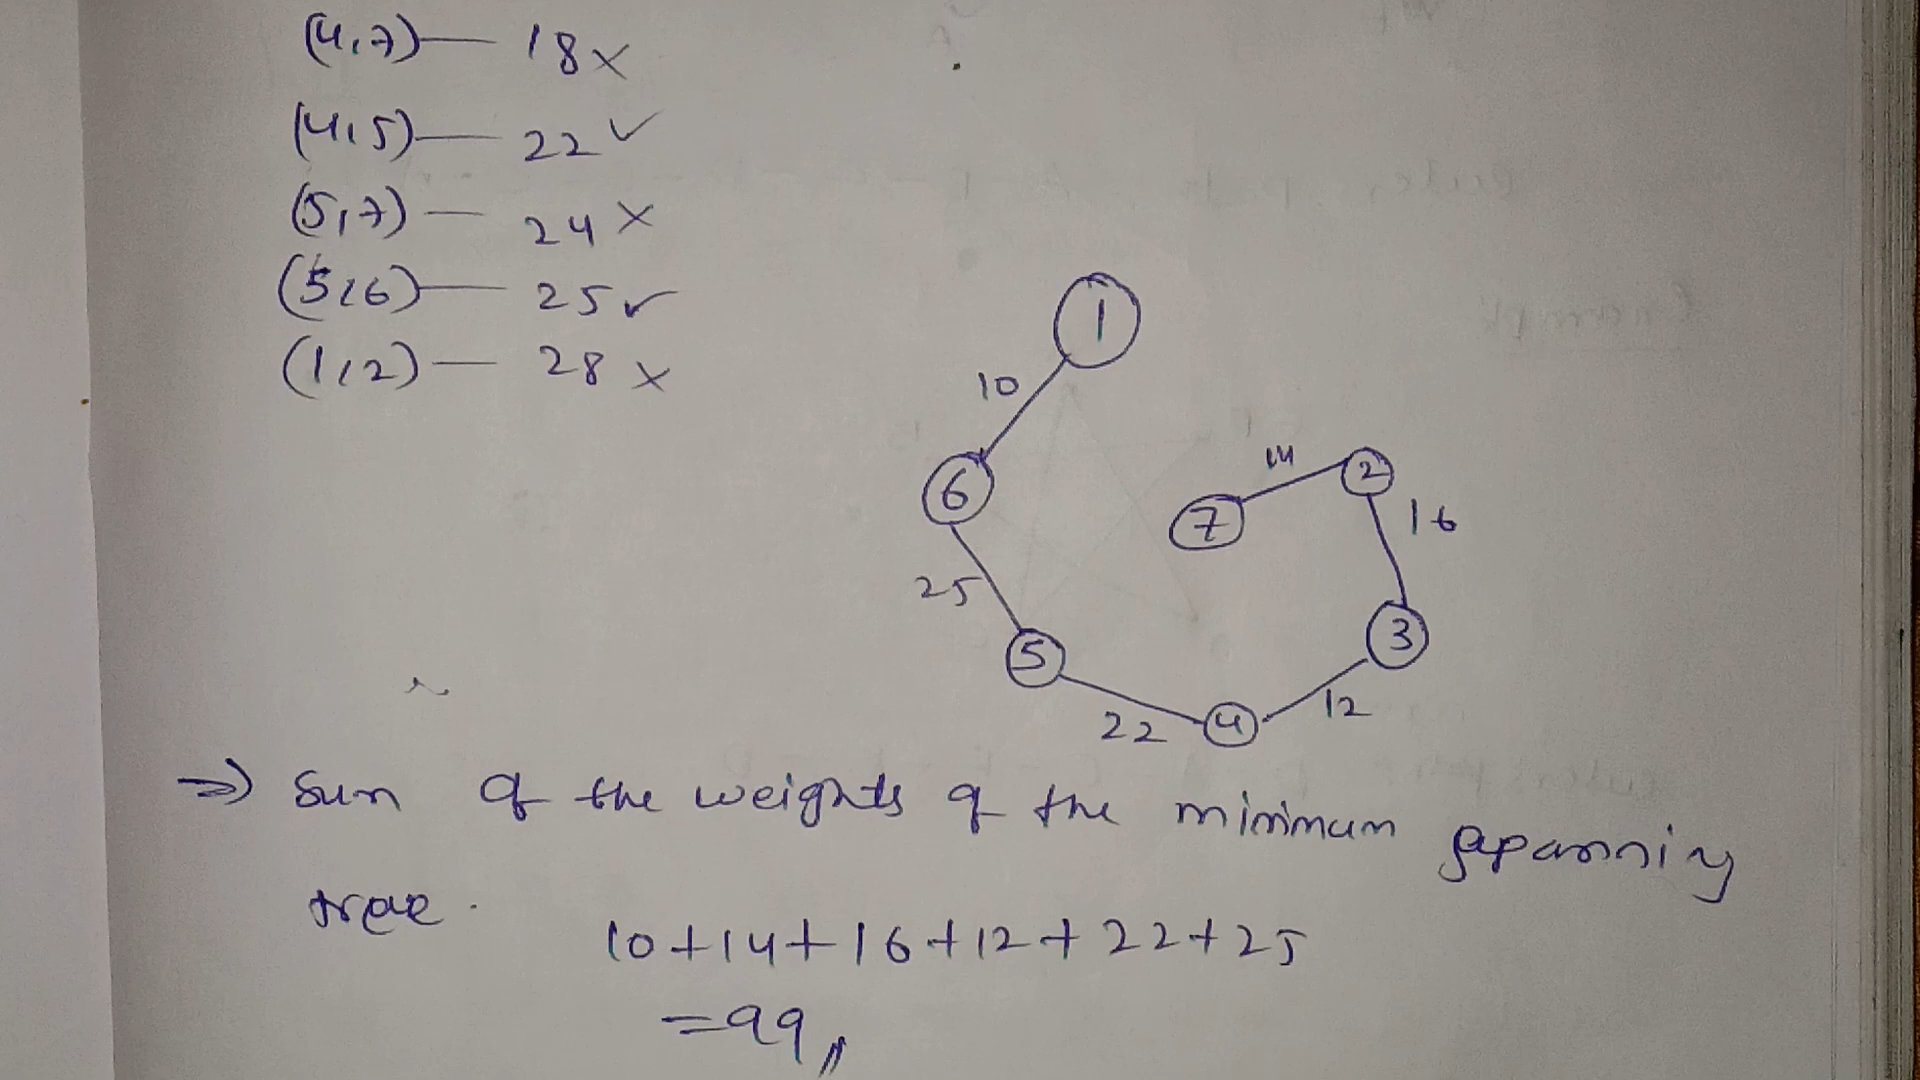 (4,7) — 18 ×
(4,5) — 22 ✓
(5,7) — 24 ×
(5,6) — 25 ✓
(1,2) — 28 ×
1
10
6
14
2
7
16
25
3
5
12
22
4
⇒ Sum of the weights of the minimum spanning
tree.
10+14+16+12+22+25
=99